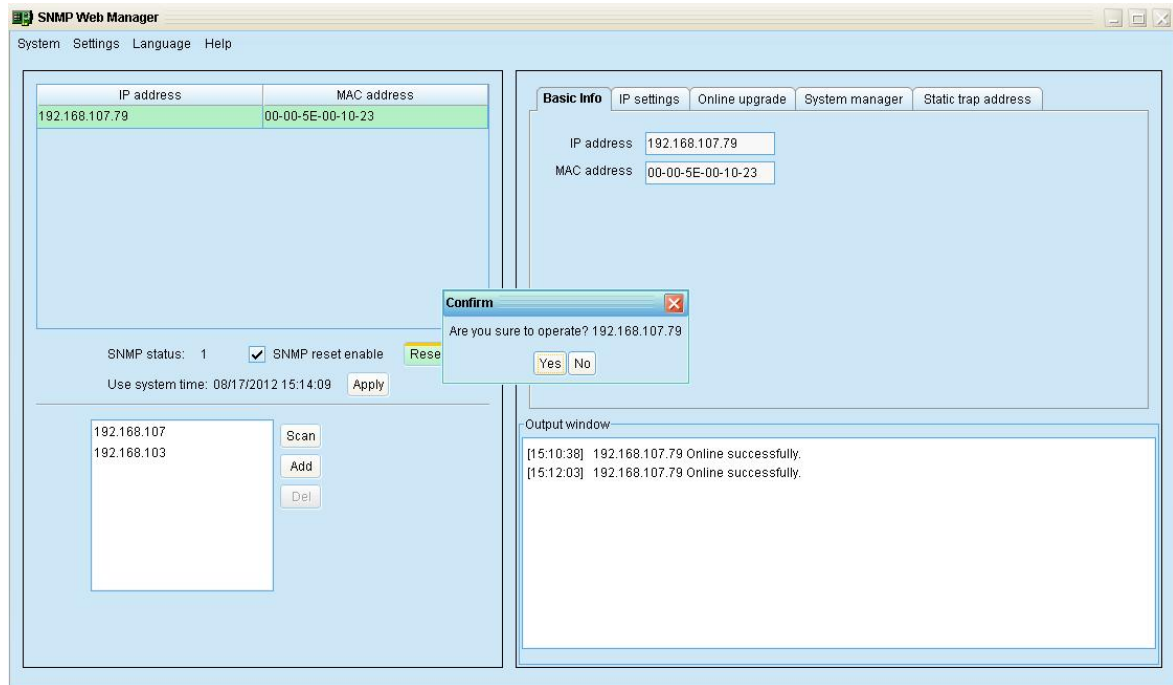 SNMP Web Manager
System Settings Language Help
IP address MAC address
192.168.107.79 00-00-5E-00-10-23
SNMP status: 1 SNMP reset enable Rese
Use system time: 08/17/2012 15:14:09 Apply
192.168.107
192.168.103
Scan
Add
Del
Basic Info IP settings Online upgrade System manager Static trap address
IP address 192.168.107.79
MAC address 00-00-5E-00-10-23
Confirm
Are you sure to operate? 192.168.107.79
Yes No
Output window
[15:10:38] 192.168.107.79 Online successfully.
[15:12:03] 192.168.107.79 Online successfully.